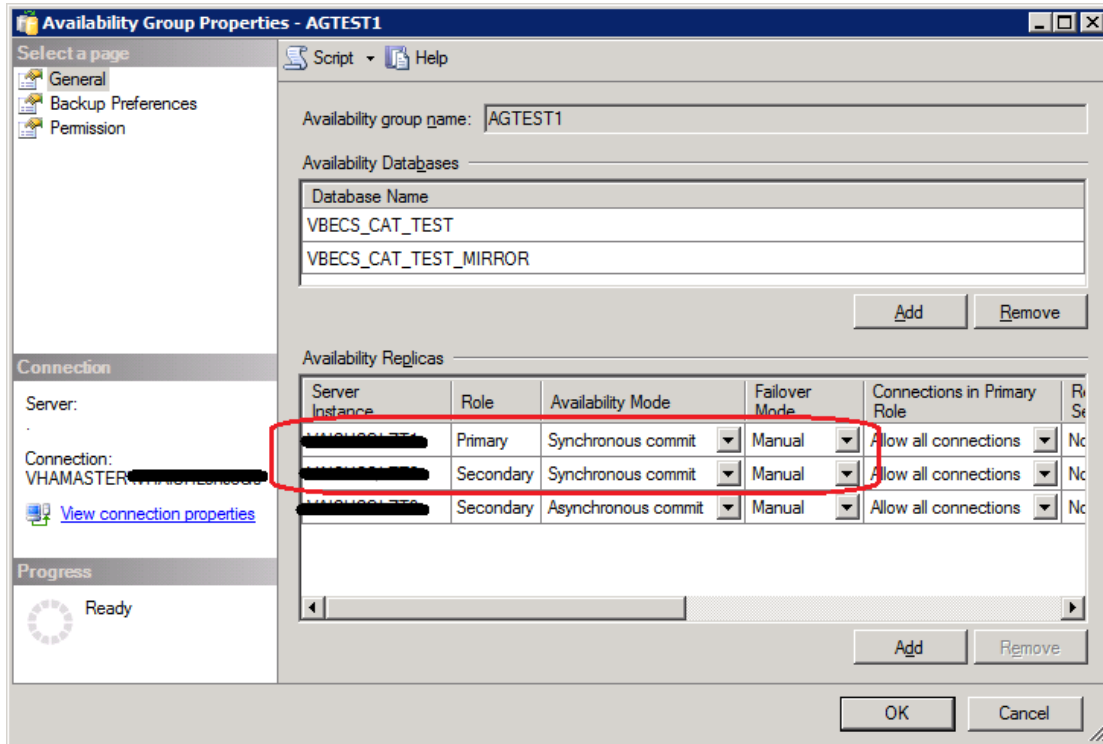 Availability Group Properties - AGTEST1
Select a page
General
Backup Preferences
Permission
Script Help
Availability group name: AGTEST1
Availability Databases
Database Name
VBECS_CAT_TEST
VBECS_CAT_TEST_MIRROR
Add Remove
Connection
Server:
.
Connection:
VHAMASTER
View connection properties
Progress
Ready
Availability Replicas
Server Instance Role Availability Mode Failover Mode Connections in Primary Role
Primary Synchronous commit Manual Allow all connections
Secondary Synchronous commit Manual Allow all connections
Secondary Asynchronous commit Manual Allow all connections
Add Remove
OK Cancel